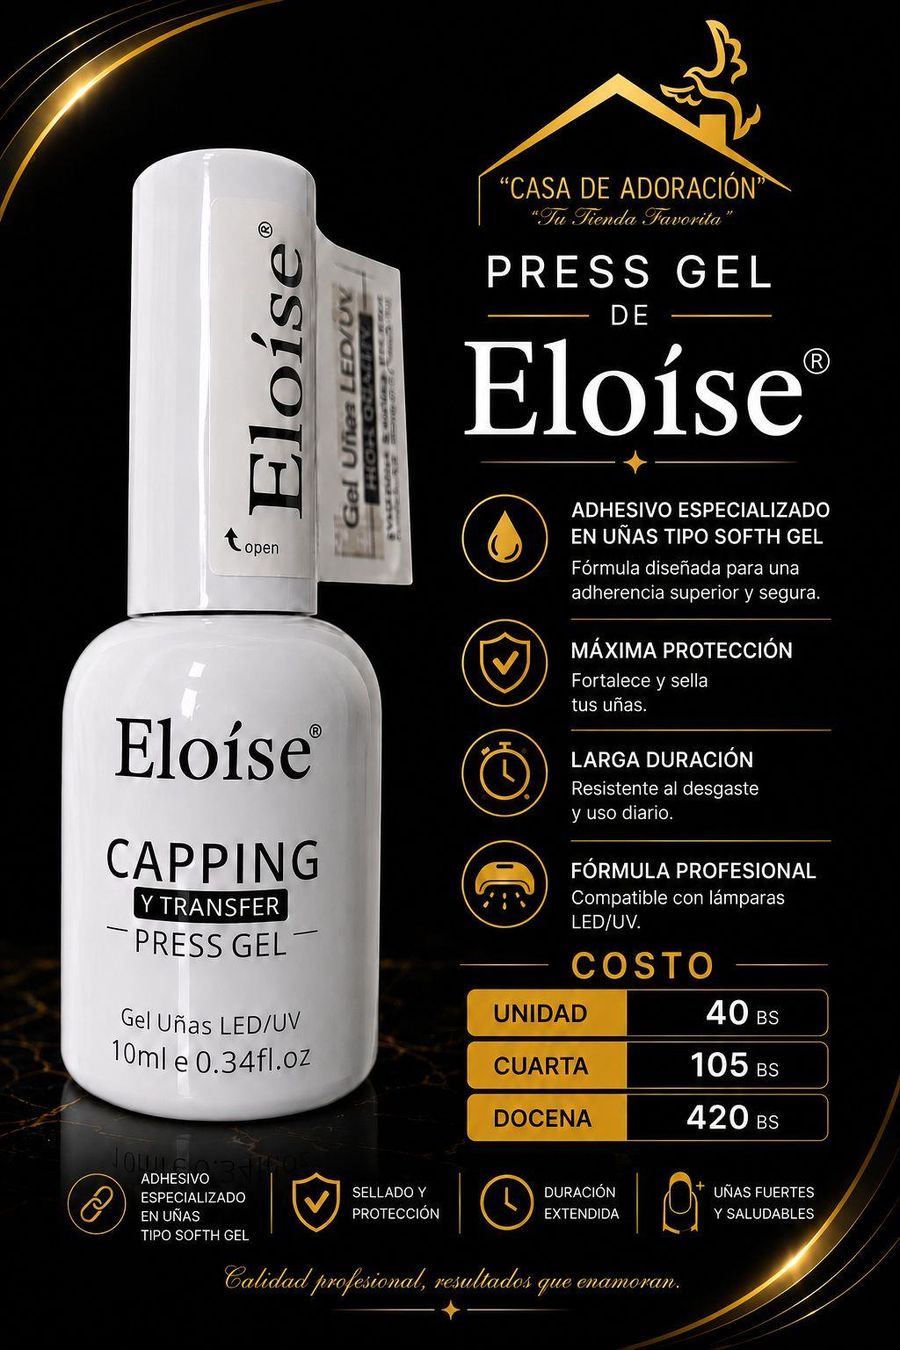 “CASA DE ADORACIÓN”
“Tu Tienda Favorita”
PRESS GEL
DE
Eloíse®
ADHESIVO ESPECIALIZADO
EN UÑAS TIPO SOFTH GEL
Fórmula diseñada para una
adherencia superior y segura.
MÁXIMA PROTECCIÓN
Fortalece y sella
tus uñas.
LARGA DURACIÓN
Resistente al desgaste
y uso diario.
FÓRMULA PROFESIONAL
Compatible con lámparas
LED/UV.
COSTO
UNIDAD 40 BS
CUARTA 105 BS
DOCENA 420 BS
Eloíse®
open
Gel Uñas LED/UV
HIGH QUALITY
Eloíse®
CAPPING
Y TRANSFER
PRESS GEL
Gel Uñas LED/UV
10ml e 0.34fl.oz
ADHESIVO
ESPECIALIZADO
EN UÑAS
TIPO SOFTH GEL
SELLADO Y
PROTECCIÓN
DURACIÓN
EXTENDIDA
UÑAS FUERTES
Y SALUDABLES
Calidad profesional, resultados que enamoran.